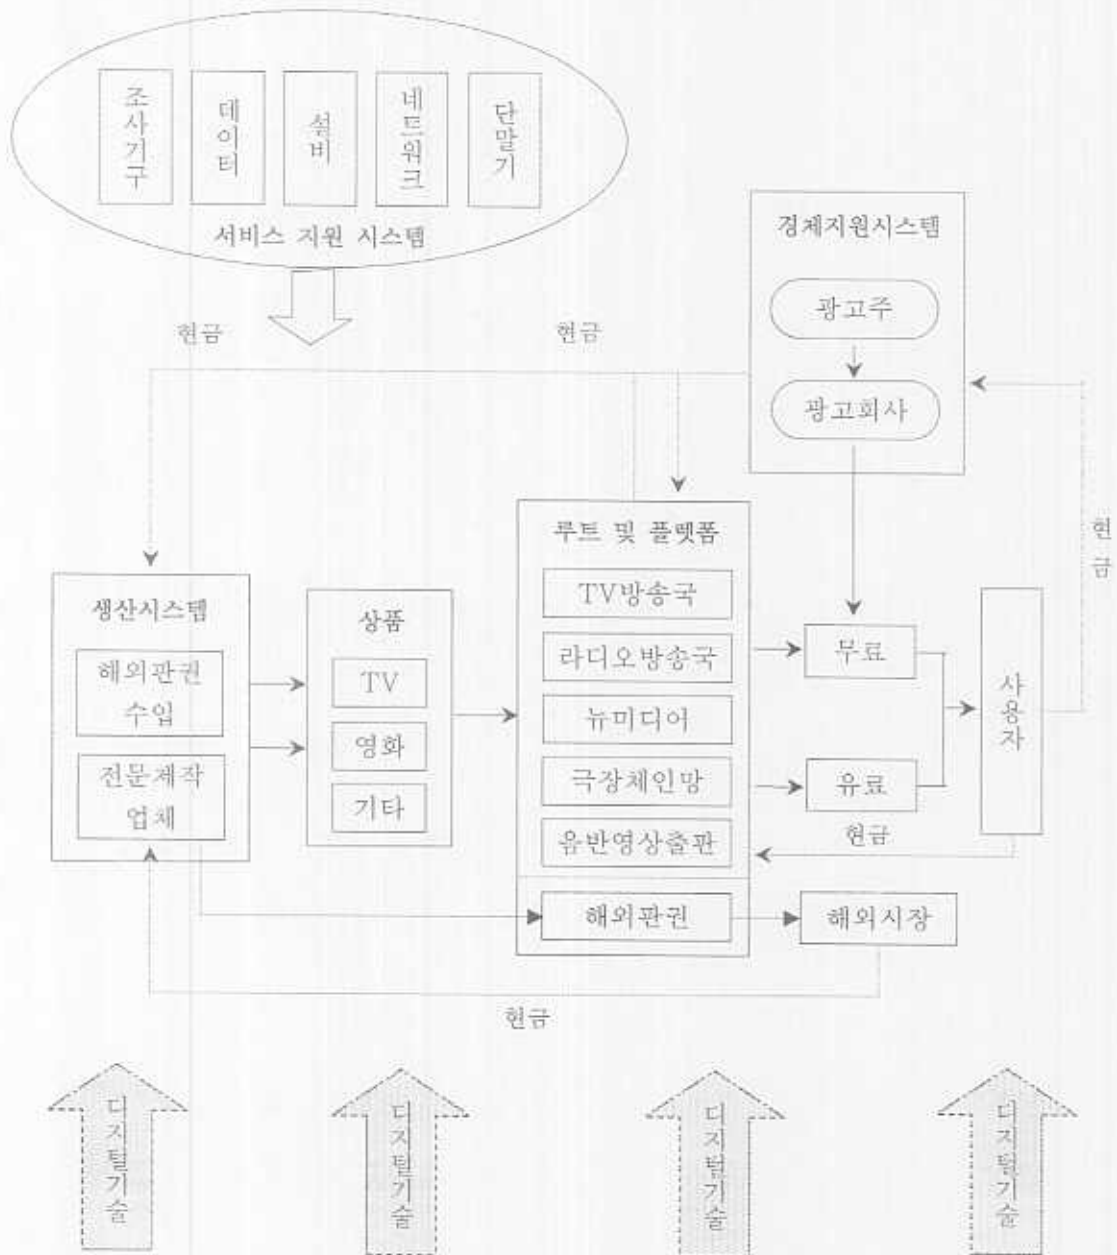 조사기구
데이터
설비
네트워크
단말기
서비스 지원 시스템
경제지원시스템
광고주
광고회사
현금
현금
현금
루트 및 플랫폼
TV방송국
라디오방송국
뉴미디어
극장체인망
음반영상출판
해외판권
생산시스템
해외판권
수입
전문제작
업체
상품
TV
영화
기타
무료
유료
사용자
현금
해외시장
현금
디지털기술
디지털기술
디지털기술
디지털기술